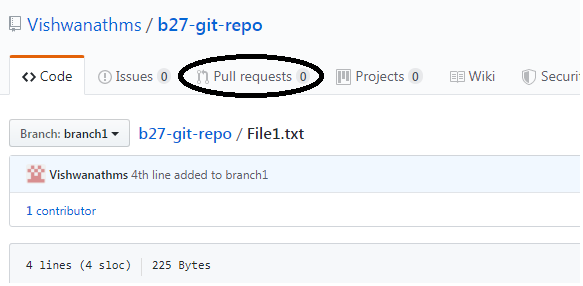 Vishwanathms / b27-git-repo
Code Issues 0 Pull requests 0 Projects 0 Wiki Securi
Branch: branch1 b27-git-repo / File1.txt
Vishwanathms 4th line added to branch1
1 contributor
4 lines (4 sloc) 225 Bytes